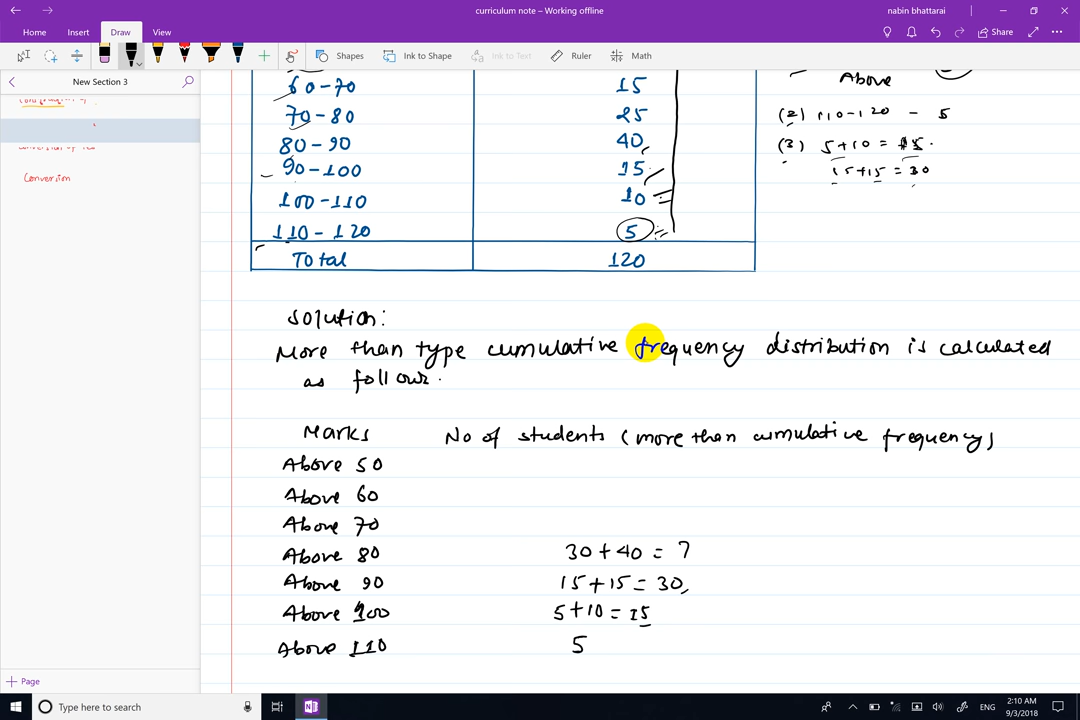 curriculum note – Working offline
nabin bhattarai
Home Insert Draw View
Share
Shapes Ink to Shape Ink to Text Ruler Math
New Section 3
Conversion
Page
60-70 15
70-80 25
80-90 40
90-100 15
100-110 10
110-120 5
Total 120
Above
(2) 110-120 - 5
(3) 5+10 = 15.
15+15 = 30
Solution:
More than type cumulative frequency distribution is calculated
as follows.
Marks No of students (more than cumulative frequency)
Above 50
Above 60
Above 70
Above 80 30+40 = 7
Above 90 15+15 = 30,
Above 100 5+10 = 15
Above 110 5
Type here to search
ENG
2:10 AM
9/3/2018